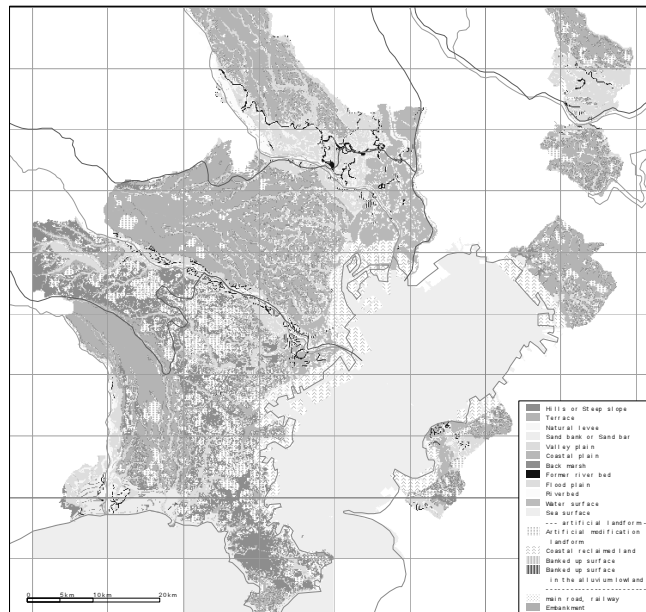 Hills or Steep slope
Terrace
Natural levee
Sand bank or Sand bar
Valley plain
Coastal plain
Back marsh
Former river bed
Flood plain
Riverbed
Water surface
Sea surface
--- artificial landform --
Artificial modification
landform
Coastal reclaimed land
Banked up surface
Banked up surface
in the alluvium lowland
main road, railway
Embankment
0 5km 10km 20km